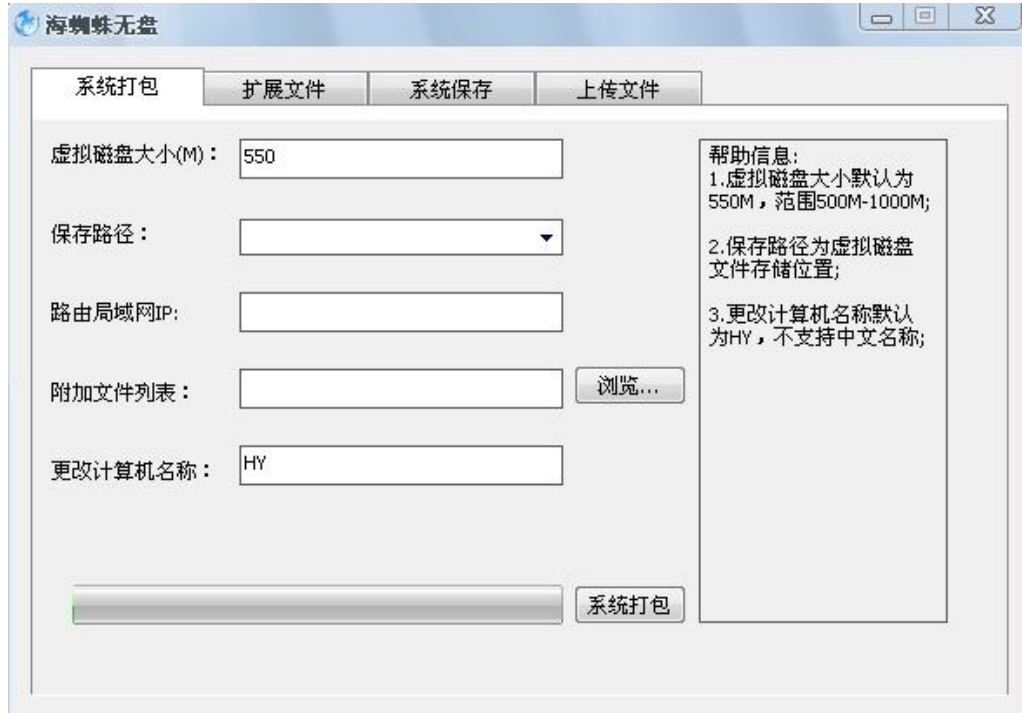 海蜘蛛无盘
系统打包
扩展文件
系统保存
上传文件
虚拟磁盘大小(M)：
550
保存路径：
路由局域网IP:
附加文件列表：
浏览...
更改计算机名称：
HY
系统打包
帮助信息:
1.虚拟磁盘大小默认为
550M，范围500M-1000M;
2.保存路径为虚拟磁盘
文件存储位置;
3.更改计算机名称默认
为HY，不支持中文名称;